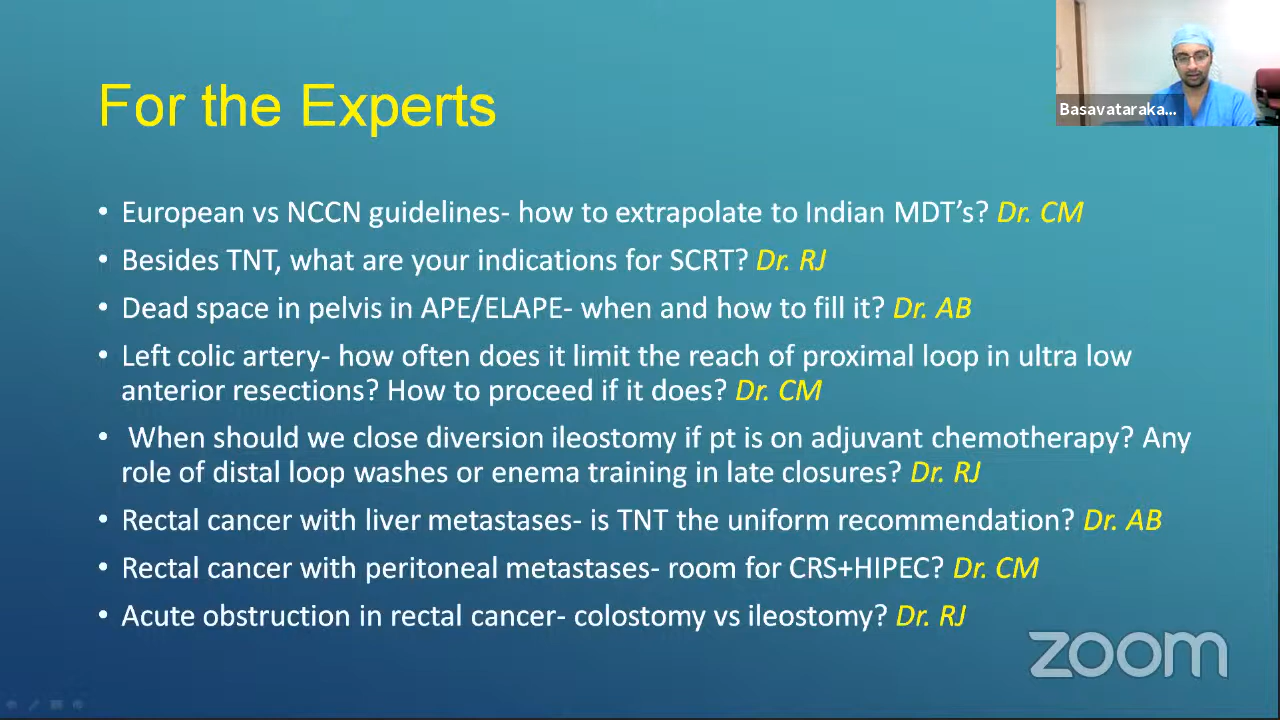 For the Experts
Basavataraka...
• European vs NCCN guidelines- how to extrapolate to Indian MDT's? Dr. CM
• Besides TNT, what are your indications for SCRT? Dr. RJ
• Dead space in pelvis in APE/ELAPE- when and how to fill it? Dr. AB
• Left colic artery- how often does it limit the reach of proximal loop in ultra low
anterior resections? How to proceed if it does? Dr. CM
• When should we close diversion ileostomy if pt is on adjuvant chemotherapy? Any
role of distal loop washes or enema training in late closures? Dr. RJ
• Rectal cancer with liver metastases- is TNT the uniform recommendation? Dr. AB
• Rectal cancer with peritoneal metastases- room for CRS+HIPEC? Dr. CM
• Acute obstruction in rectal cancer- colostomy vs ileostomy? Dr. RJ
zoom